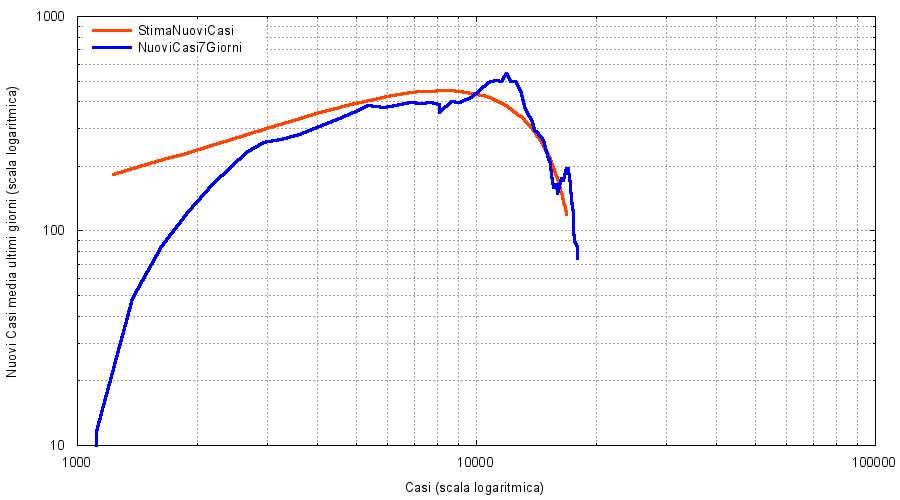 1000
StimaNuoviCasi
NuoviCasi7Giorni
Nuovi Casi media ultimi giorni (scala logaritmica)
100
10
1000
10000
100000
Casi (scala logaritmica)